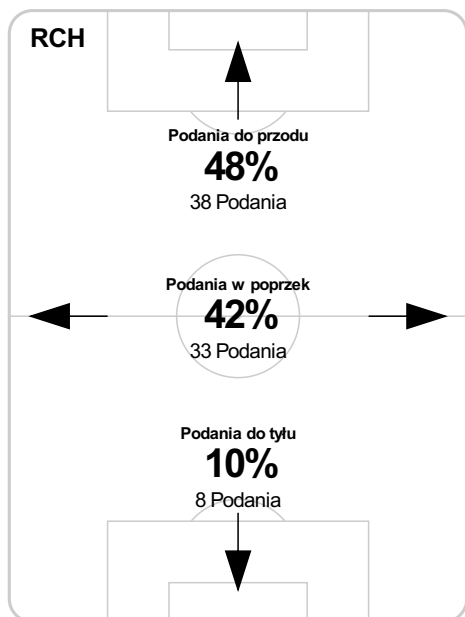 RCH
Podania do przodu
48%
38 Podania
Podania w poprzek
42%
33 Podania
Podania do tyłu
10%
8 Podania